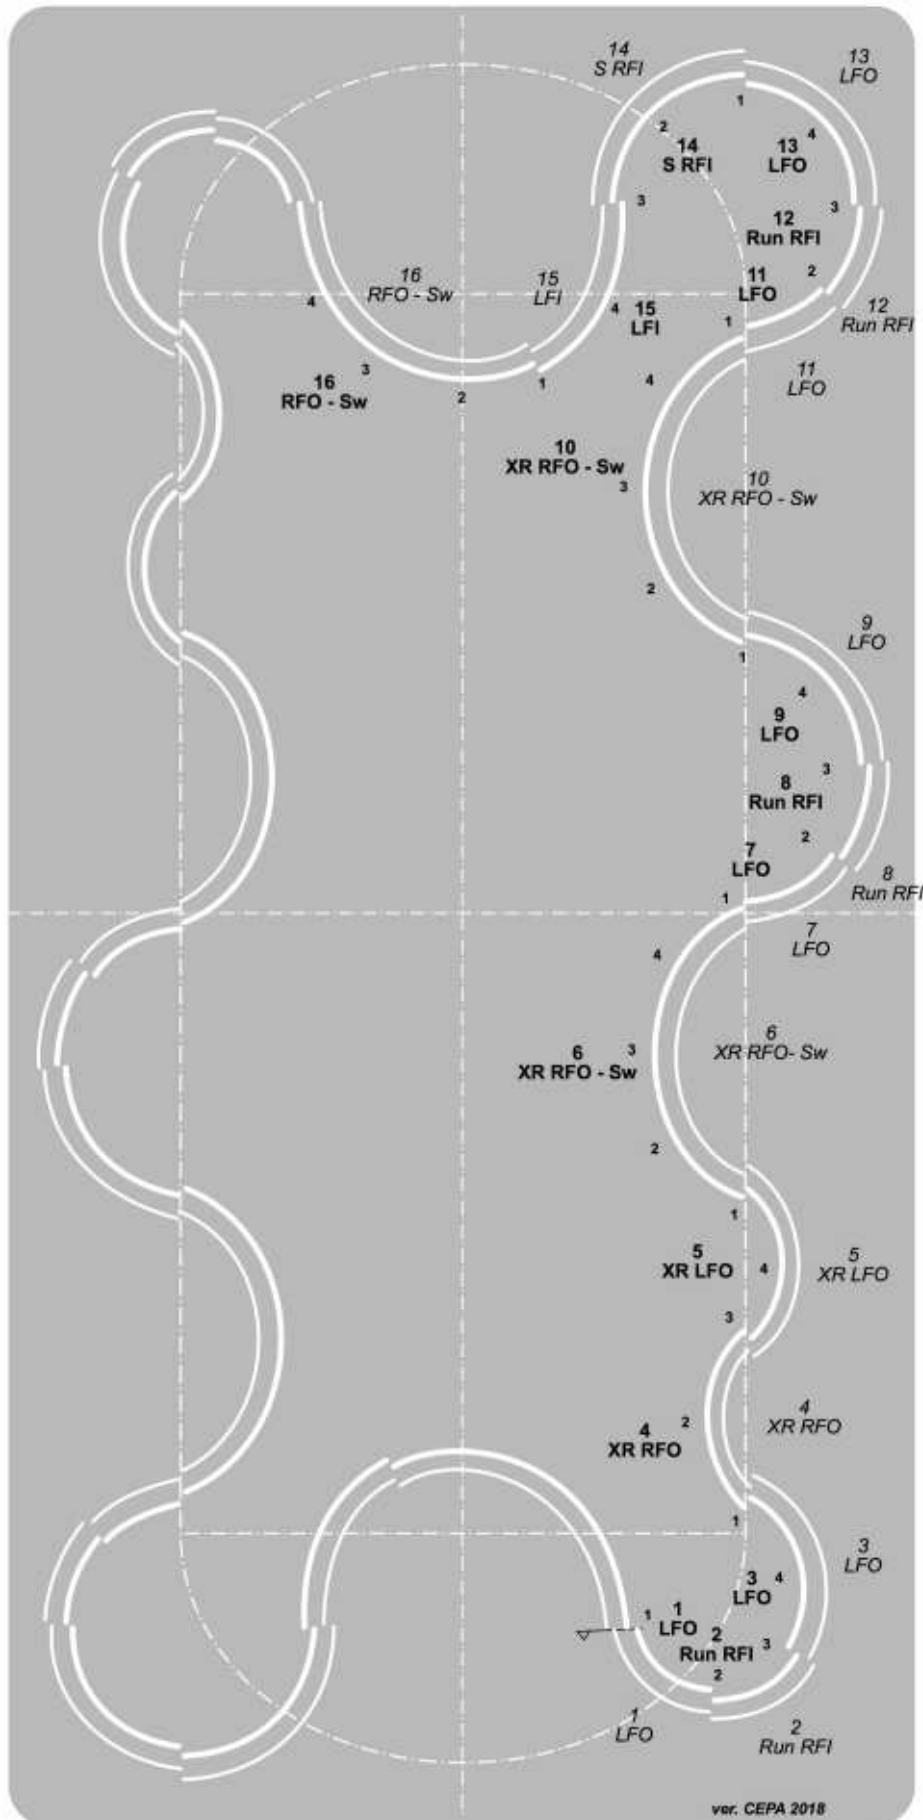 14
S RFI
13
LFO
1
2
14
S RFI
13
LFO
4
3
12
Run RFI
3
16
RFO - Sw
15
LFI
11
LFO
2
12
Run RFI
4
4
15
LFI
1
11
LFO
16
RFO - Sw
3
2
1
4
10
XR RFO - Sw
3
10
XR RFO - Sw
2
9
LFO
1
4
9
LFO
3
8
Run RFI
2
7
LFO
8
Run RFI
1
7
LFO
4
6
XR RFO - Sw
3
6
XR RFO- Sw
2
1
5
XR LFO
4
5
XR LFO
3
4
XR RFO
2
4
XR RFO
1
3
LFO
3
LFO
4
1
1
LFO
2
Run RFI
3
2
1
LFO
2
Run RFI
ver. CEPA 2018